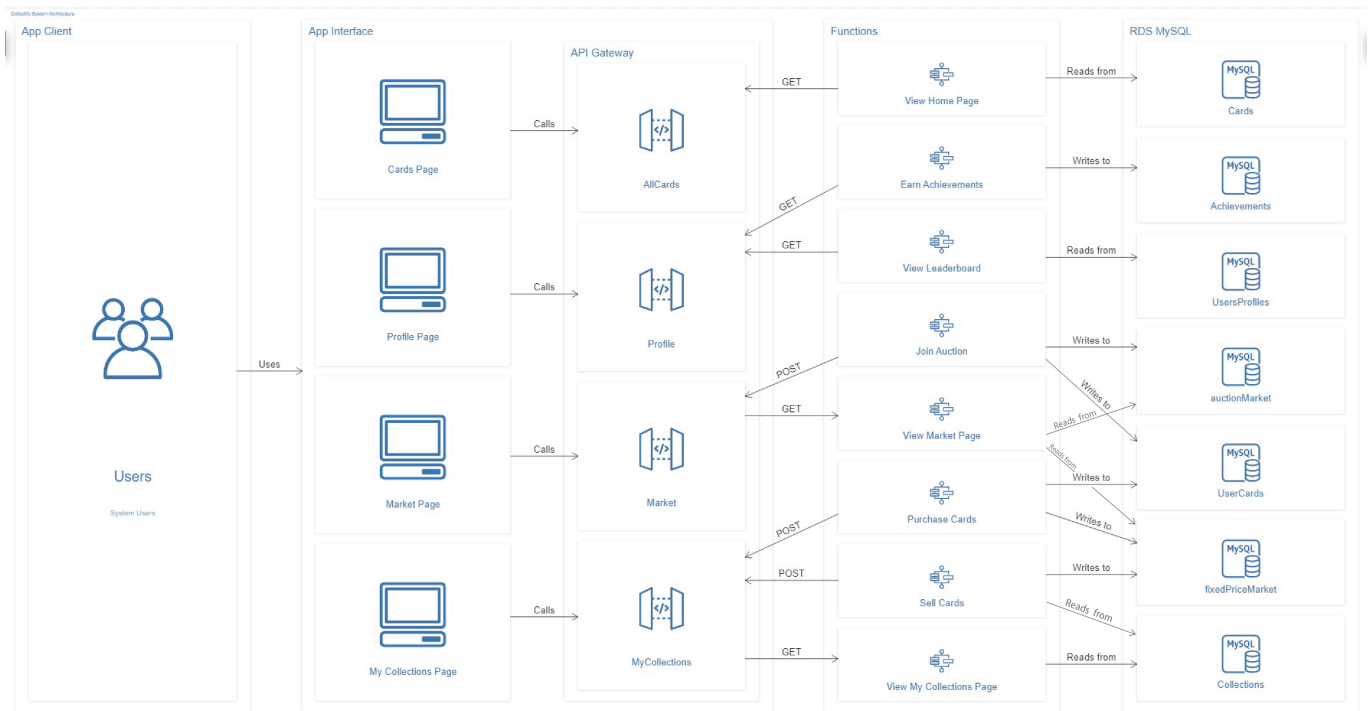 Collectify System Architecture
App Client
Users
System Users
Uses
App Interface
Cards Page
Profile Page
Market Page
My Collections Page
Calls
Calls
Calls
Calls
API Gateway
AllCards
Profile
Market
MyCollections
GET
GET
GET
POST
GET
POST
POST
GET
Functions
View Home Page
Earn Achievements
View Leaderboard
Join Auction
View Market Page
Purchase Cards
Sell Cards
View My Collections Page
Reads from
Writes to
Reads from
Writes to
Writes to
Reads from
Reads from
Writes to
Writes to
Writes to
Reads from
Reads from
RDS MySQL
MySQL
Cards
MySQL
Achievements
MySQL
UsersProfiles
MySQL
auctionMarket
MySQL
UserCards
MySQL
fixedPriceMarket
MySQL
Collections